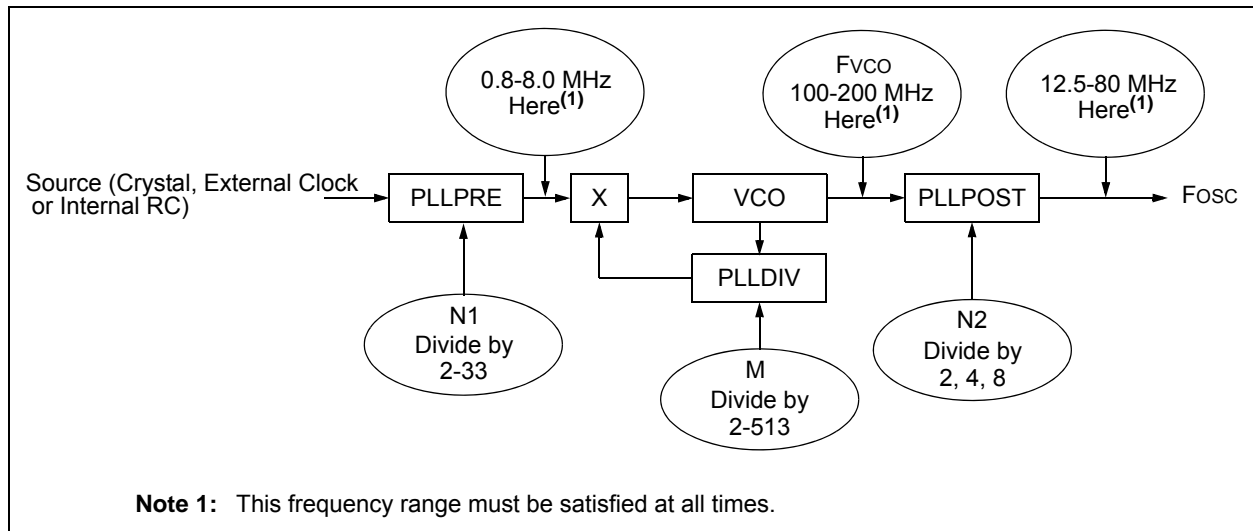 0.8-8.0 MHz
Here(1)
FVCO
100-200 MHz
Here(1)
12.5-80 MHz
Here(1)
Source (Crystal, External Clock
or Internal RC)
PLLPRE
X
VCO
PLLPOST
FOSC
PLLDIV
N1
Divide by
2-33
M
Divide by
2-513
N2
Divide by
2, 4, 8
Note 1: This frequency range must be satisfied at all times.